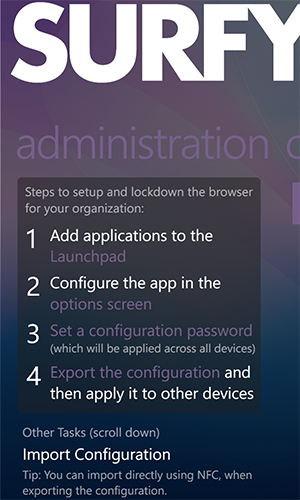 SURFY
administration
Steps to setup and lockdown the browser
for your organization:
1 Add applications to the
Launchpad
2 Configure the app in the
options screen
3 Set a configuration password
(which will be applied across all devices)
4 Export the configuration and
then apply it to other devices
Other Tasks (scroll down)
Import Configuration
Tip: You can import directly using NFC, when
exporting the configuration.